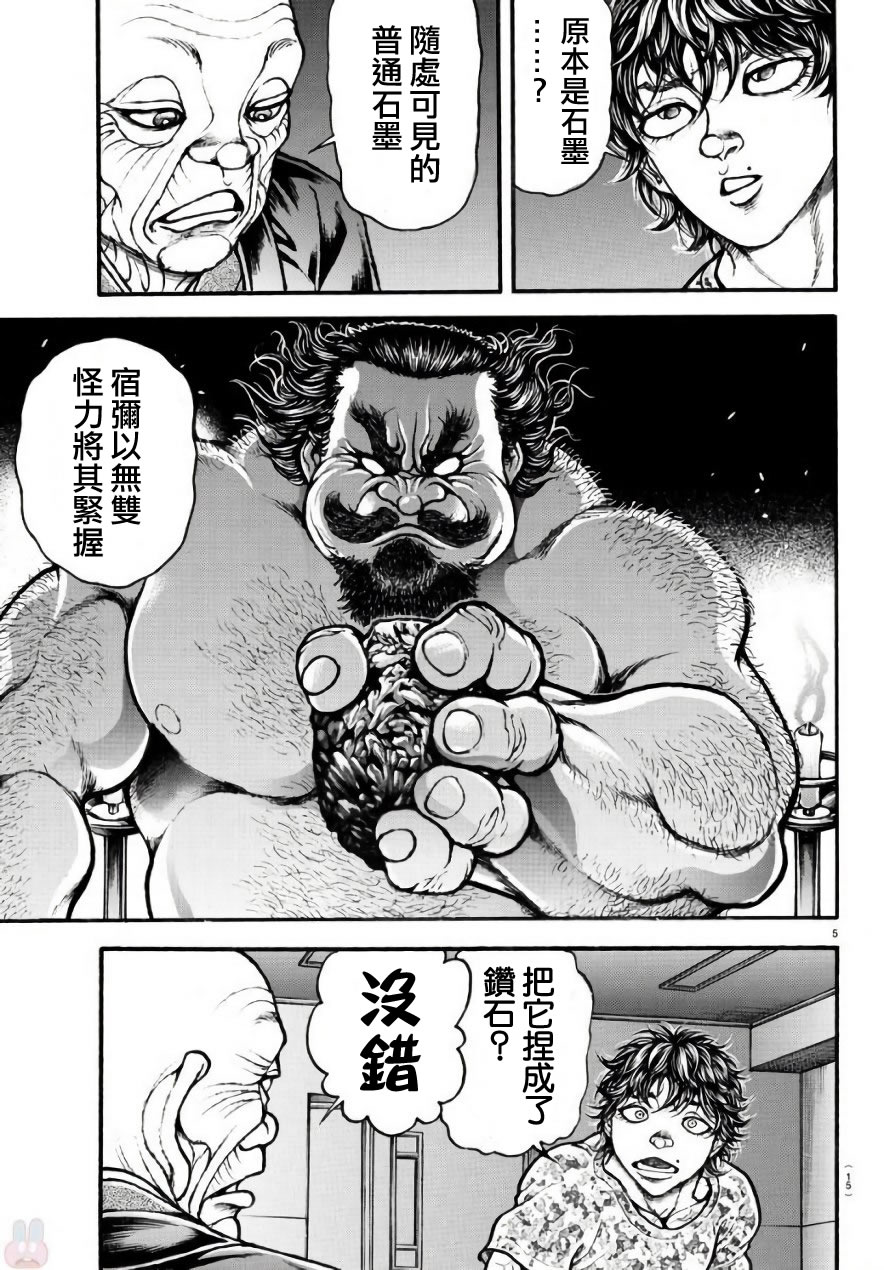 原本是石墨
……?
隨處可見的
普通石墨
宿彌以無雙
怪力將其緊握
5
把它捏成了
鑽石?
沒錯
(15)